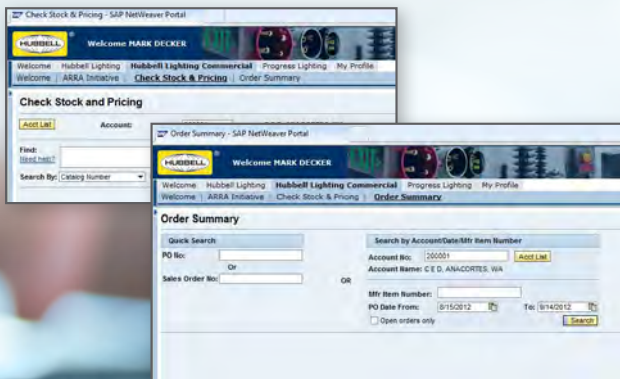 Check Stock & Pricing - SAP NetWeaver Portal
HUBBELL
Welcome MARK DECKER
Welcome Hubbell Lighting Hubbell Lighting Commercial Progress Lighting My Profile
Welcome ARRA Initiative Check Stock & Pricing Order Summary
Check Stock and Pricing
Acct List Account:
Find:
Need help?
Search By: Catalog Number
Order Summary - SAP NetWeaver Portal
HUBBELL
Welcome MARK DECKER
Welcome Hubbell Lighting Hubbell Lighting Commercial Progress Lighting My Profile
Welcome ARRA Initiative Check Stock & Pricing Order Summary
Order Summary
Quick Search
PO No:
Or
Sales Order No:
OR
Search by Account/Date/Mfr Item Number
Account No: 200001 Acct List
Account Name: C E D, ANACORTES, WA
Mfr Item Number:
PO Date From: 8/15/2012 To: 9/14/2012
Open orders only Search